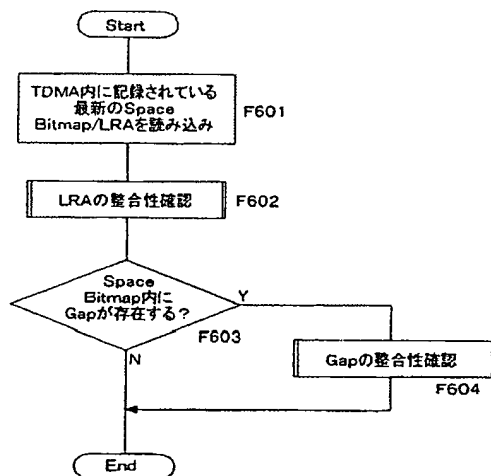 Start
TDMA内に記録されている
最新のSpace
Bitmap/LRAを読み込み
F601
LRAの整合性確認
F602
Space
Bitmap内に
Gapが存在する?
Y
F603
N
Gapの整合性確認
F604
End